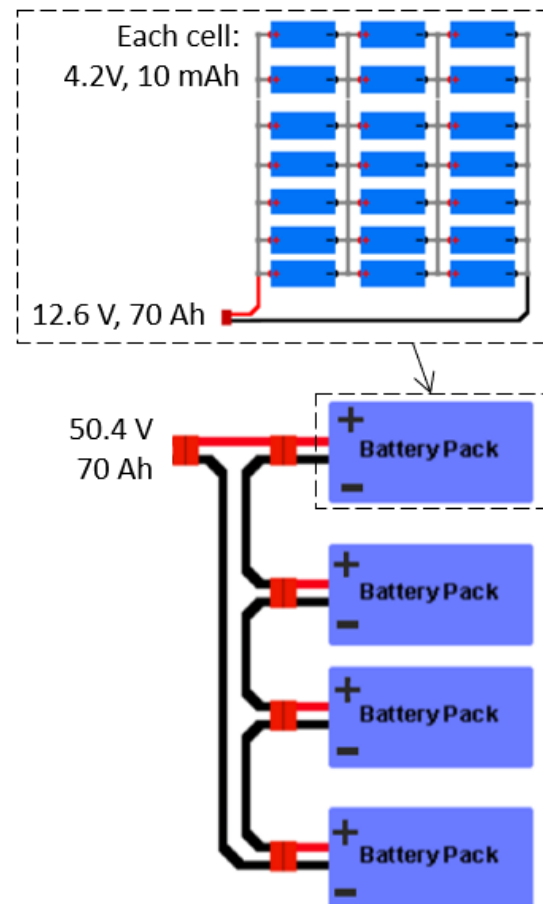 Each cell:
4.2V, 10 mAh
12.6 V, 70 Ah
50.4 V
70 Ah
+
Battery Pack
−
+
Battery Pack
−
+
Battery Pack
−
+
Battery Pack
−